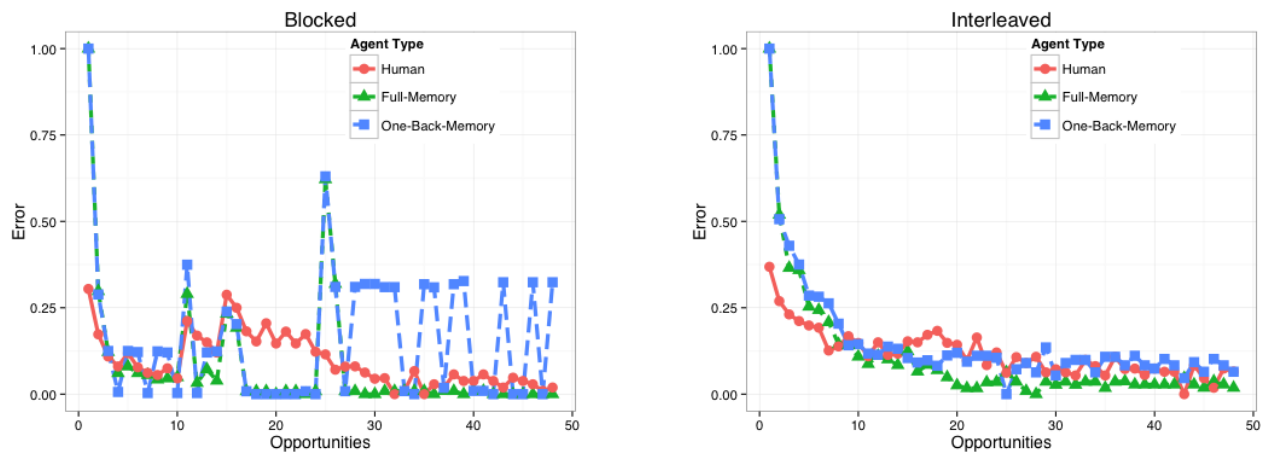 Blocked
Agent Type
Human
Full-Memory
One-Back-Memory
1.00
0.75
0.50
0.25
0.00
Error
0
10
20
30
40
50
Opportunities
Interleaved
Agent Type
Human
Full-Memory
One-Back-Memory
1.00
0.75
0.50
0.25
0.00
Error
0
10
20
30
40
50
Opportunities